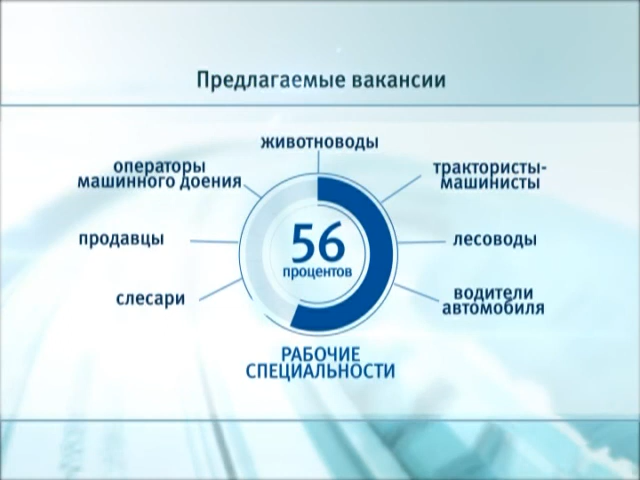 Предлагаемые вакансии
животноводы
операторы
машинного доения
трактористы-
машинисты
продавцы
56
процентов
лесоводы
слесари
водители
автомобиля
РАБОЧИЕ
СПЕЦИАЛЬНОСТИ